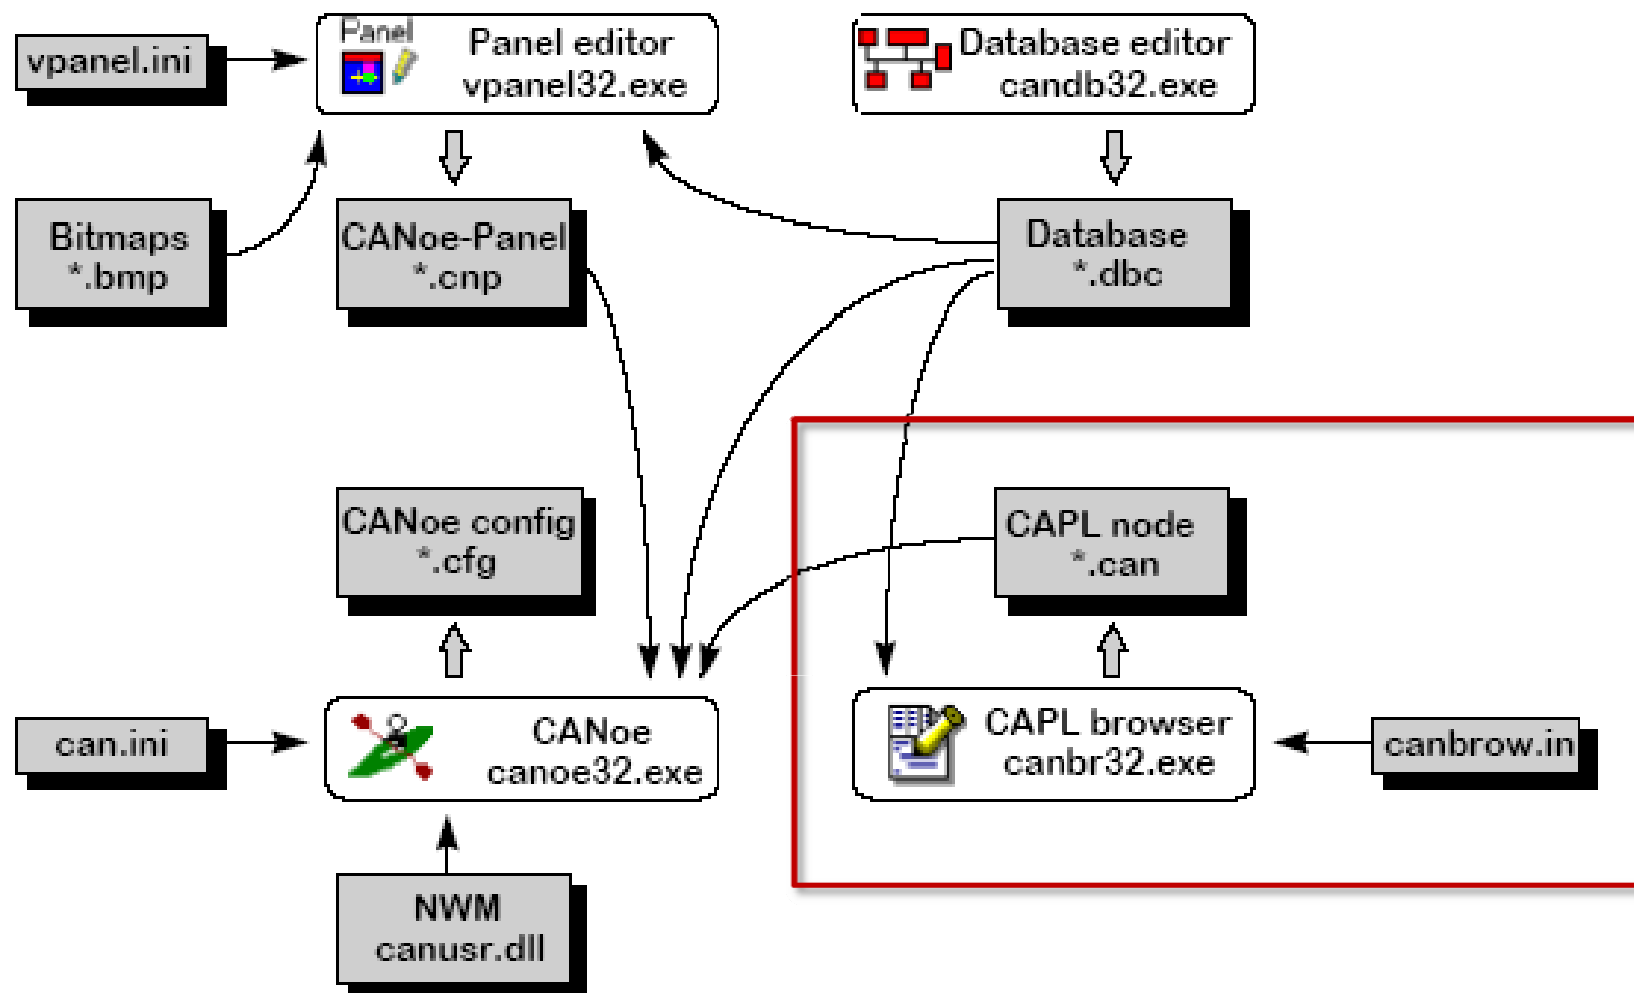 vpanel.ini
Panel
Panel editor
vpanel32.exe
Database editor
candb32.exe
Bitmaps
*.bmp
CANoe-Panel
*.cnp
Database
*.dbc
CANoe config
*.cfg
CAPL node
*.can
can.ini
CANoe
canoe32.exe
CAPL browser
canbr32.exe
canbrow.in
NWM
canusr.dll